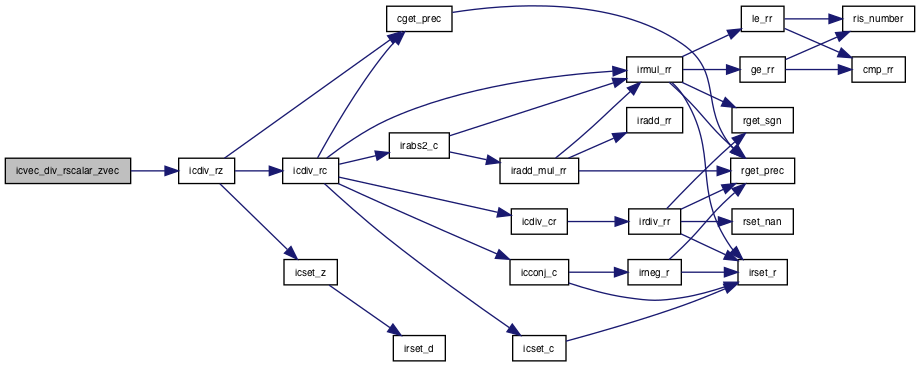 icvec_div_rscalar_zvec
icdiv_rz
cget_prec
icdiv_rc
icset_z
irabs2_c
irset_d
iradd_mul_rr
icdiv_cr
icconj_c
icset_c
irmul_rr
iradd_rr
irdiv_rr
irneg_r
le_rr
ge_rr
rget_sgn
rget_prec
rset_nan
irset_r
ris_number
cmp_rr